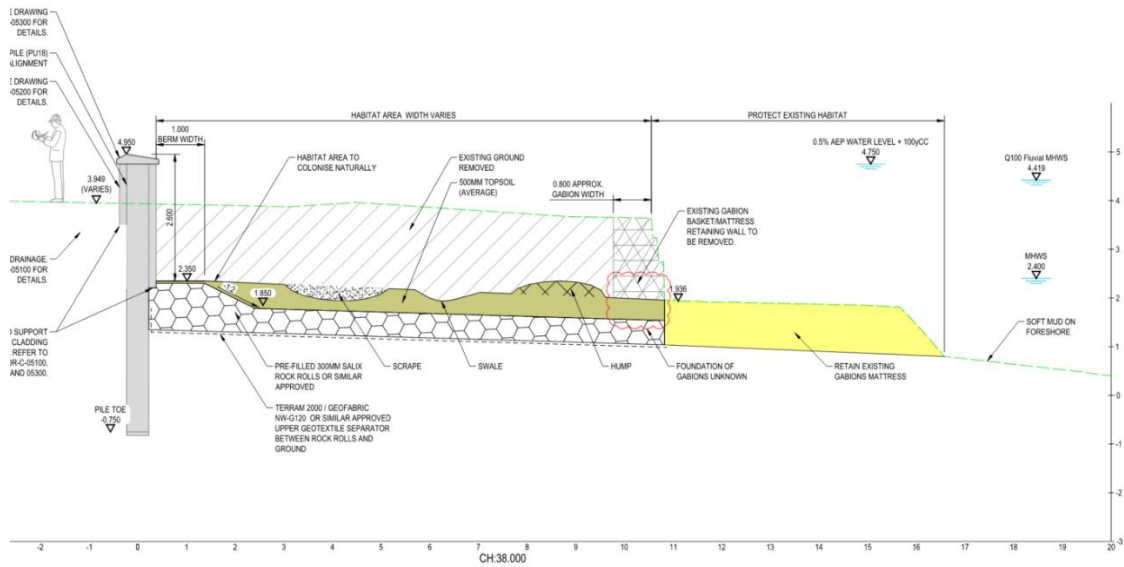 E DRAWING
-05300 FOR
DETAILS.
PILE (PU18)
ALIGNMENT
E DRAWING
-05200 FOR
DETAILS.
4.950
3.949
(VARIES)
DRAINAGE.
-05100 FOR
DETAILS.
SUPPORT
CLADDING
REFER TO
OR-C-05100,
AND 05300.
PILE TOE
-0.750
HABITAT AREA WIDTH VARIES
PROTECT EXISTING HABITAT
1.000
BERM WIDTH
HABITAT AREA TO
COLONISE NATURALLY
EXISTING GROUND
REMOVED
500MM TOPSOIL
(AVERAGE)
0.800 APPROX.
GABION WIDTH
EXISTING GABION
BASKET/MATTRESS
RETAINING WALL TO
BE REMOVED.
0.5% AEP WATER LEVEL + 100yCC
4.750
Q100 Fluvial MHWS
4.419
MHWS
2.400
2.600
2.350
-1:2
1.850
1.936
PRE-FILLED 300MM SALIX
ROCK ROLLS OR SIMILAR
APPROVED
SCRAPE
SWALE
HUMP
FOUNDATION OF
GABIONS UNKNOWN
RETAIN EXISTING
GABIONS MATTRESS
SOFT MUD ON
FORESHORE
TERRAM 2000 / GEOFABRIC
NW-G120 OR SIMILAR APPROVED
UPPER GEOTEXTILE SEPARATOR
BETWEEN ROCK ROLLS AND
GROUND
5
4
3
2
1
0
-1
-2
-3
-2 -1 0 1 2 3 4 5 6 7 8 9 10 11 12 13 14 15 16 17 18 19 20
CH:38.000